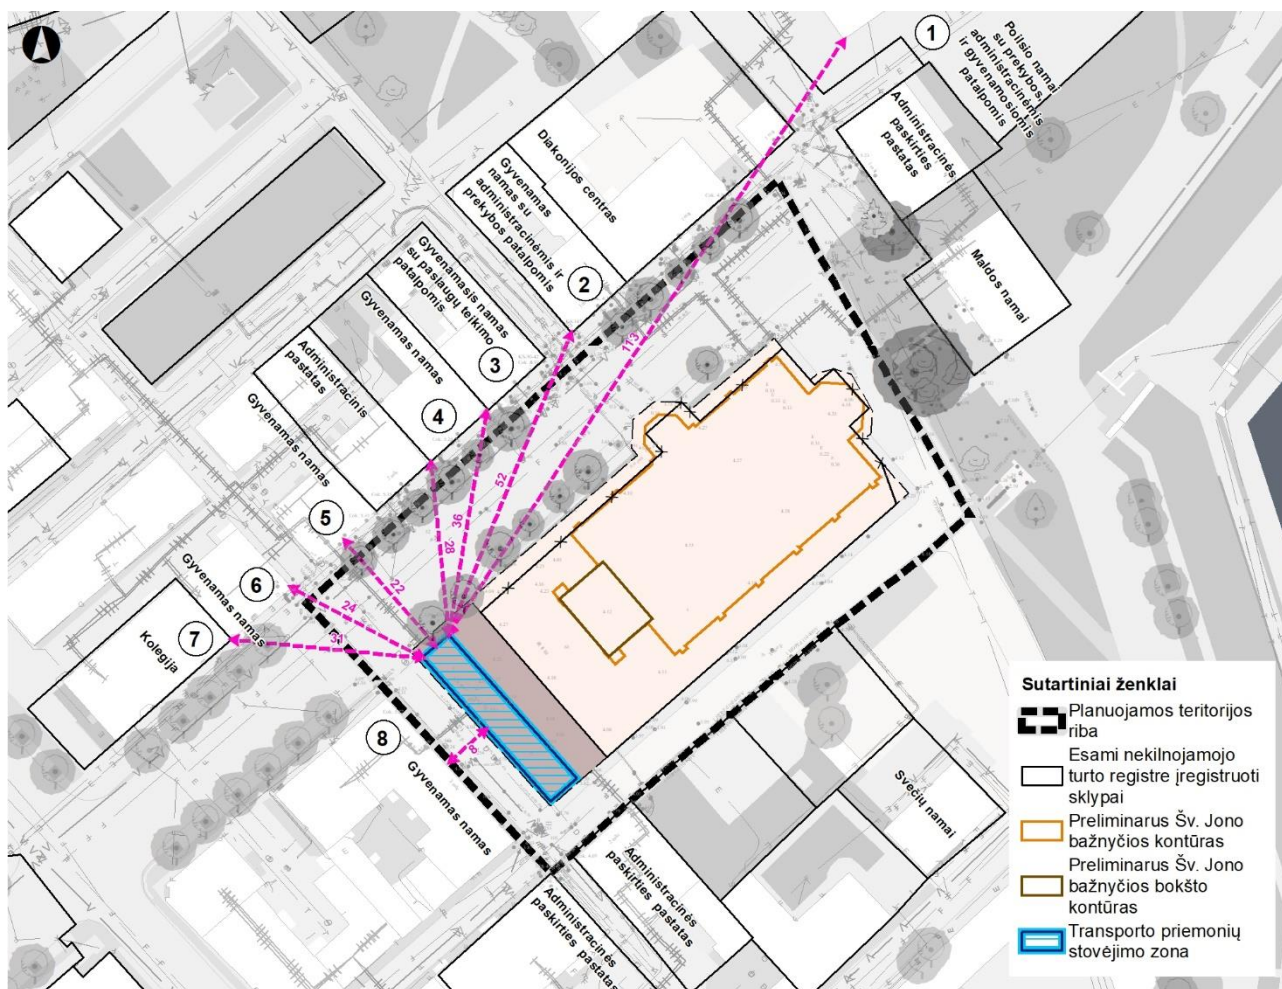 1
Poilsio namai
su prekybos,
administracinėmis
ir gyvenamosiomis
patalpomis
Administracinės
paskirties
pastatas
Diakonijos centras
Gyvenamas
namas su
administracinėmis ir
prekybos patalpomis
2
Maldos namai
Gyvenamasis namas
su paslaugų teikimo
patalpomis
3
Gyvenamas namas
4
Administracinis
pastatas
Gyvenamas namas
5
113
52
36
28
22
24
31
8
6
Gyvenamas namas
7
Kolegija
8
Gyvenamas namas
Svečių namai
Administracinės
paskirties pastatas
Administracinės
paskirties pastatas
Sutartiniai ženklai
Planuojamos teritorijos
riba
Esami nekilnojamojo
turto registre įregistruoti
sklypai
Preliminarus Šv. Jono
bažnyčios kontūras
Preliminarus Šv. Jono
bažnyčios bokšto
kontūras
Transporto priemonių
stovėjimo zona